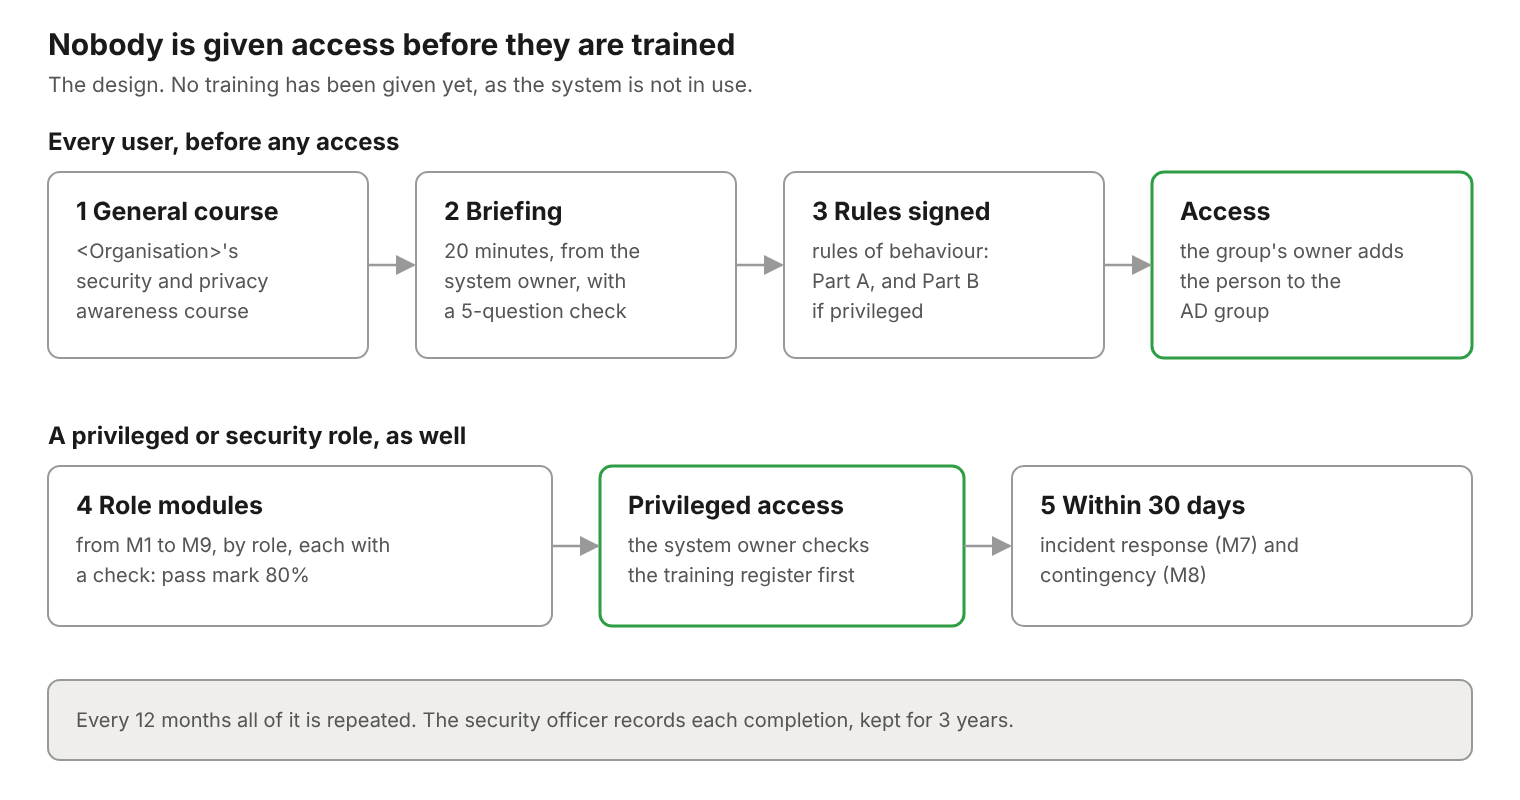 Nobody is given access before they are trained
The design. No training has been given yet, as the system is not in use.
Every user, before any access
1 General course
<Organisation>'s
security and privacy
awareness course
2 Briefing
20 minutes, from the
system owner, with
a 5-question check
3 Rules signed
rules of behaviour:
Part A, and Part B
if privileged
Access
the group's owner adds
the person to the
AD group
A privileged or security role, as well
4 Role modules
from M1 to M9, by role, each with
a check: pass mark 80%
Privileged access
the system owner checks
the training register first
5 Within 30 days
incident response (M7) and
contingency (M8)
Every 12 months all of it is repeated. The security officer records each completion, kept for 3 years.